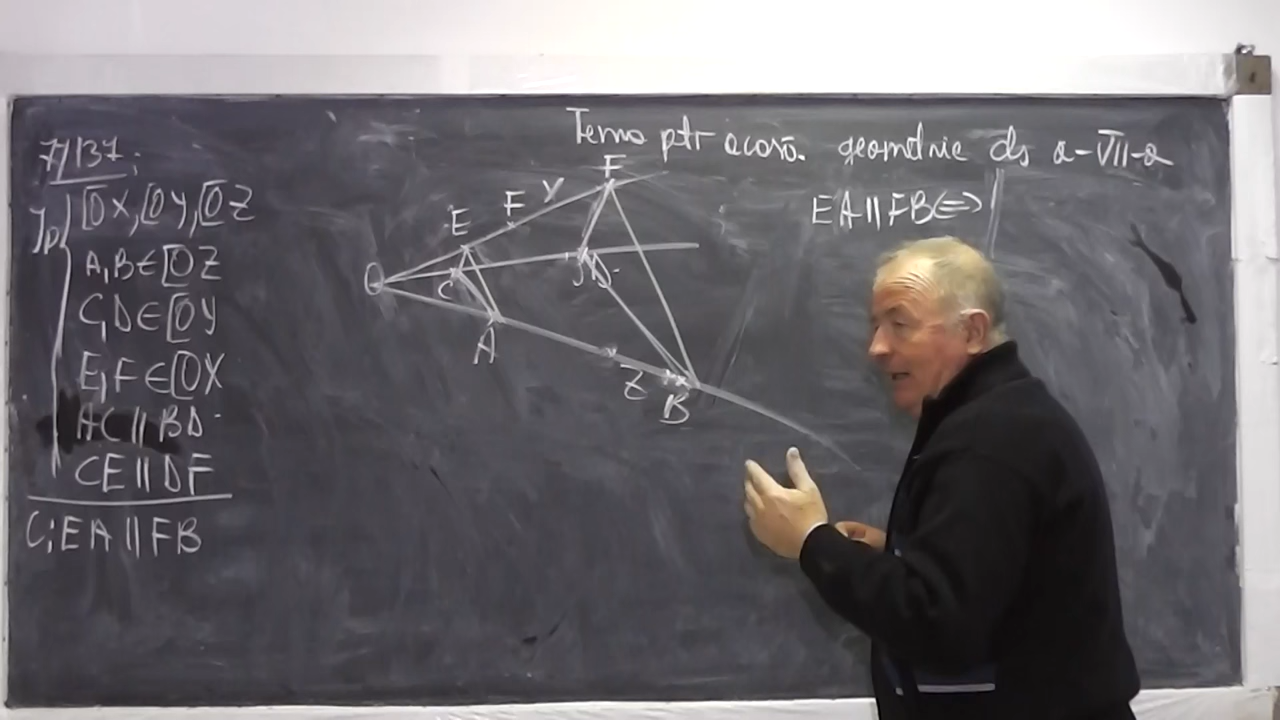 Tema ptr acasă. geometrie cls a-VII-a
7/137:
Ip [OX, [OY, [OZ
A, B ∈ [OZ
C, D ∈ [OY
E, F ∈ [OX
AC || BD
CE || DF
C: EA || FB
EA || FB ⇔
F
Y
F
E
O
C
D
A
Z
B